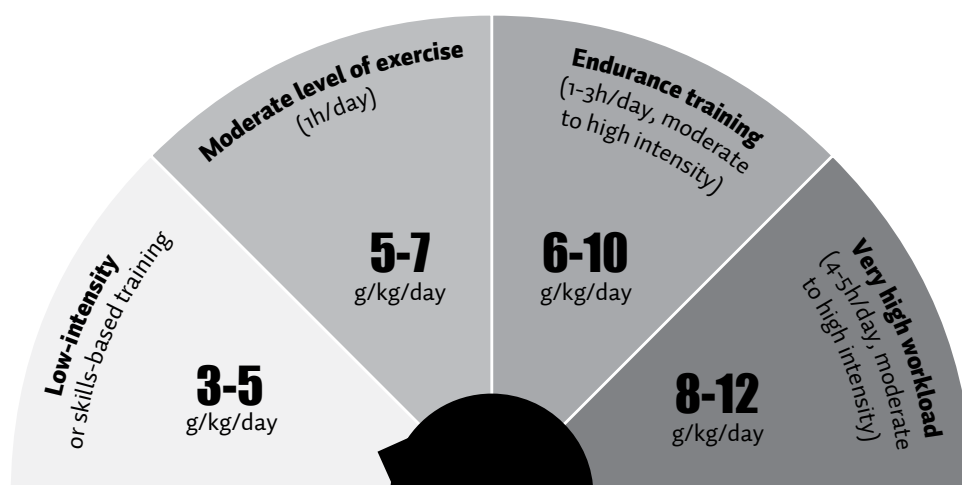 Low-intensity
or skills-based training
3-5
g/kg/day
Moderate level of exercise
(1h/day)
5-7
g/kg/day
Endurance training
(1-3h/day, moderate
to high intensity)
6-10
g/kg/day
Very high workload
(4-5h/day, moderate
to high intensity)
8-12
g/kg/day